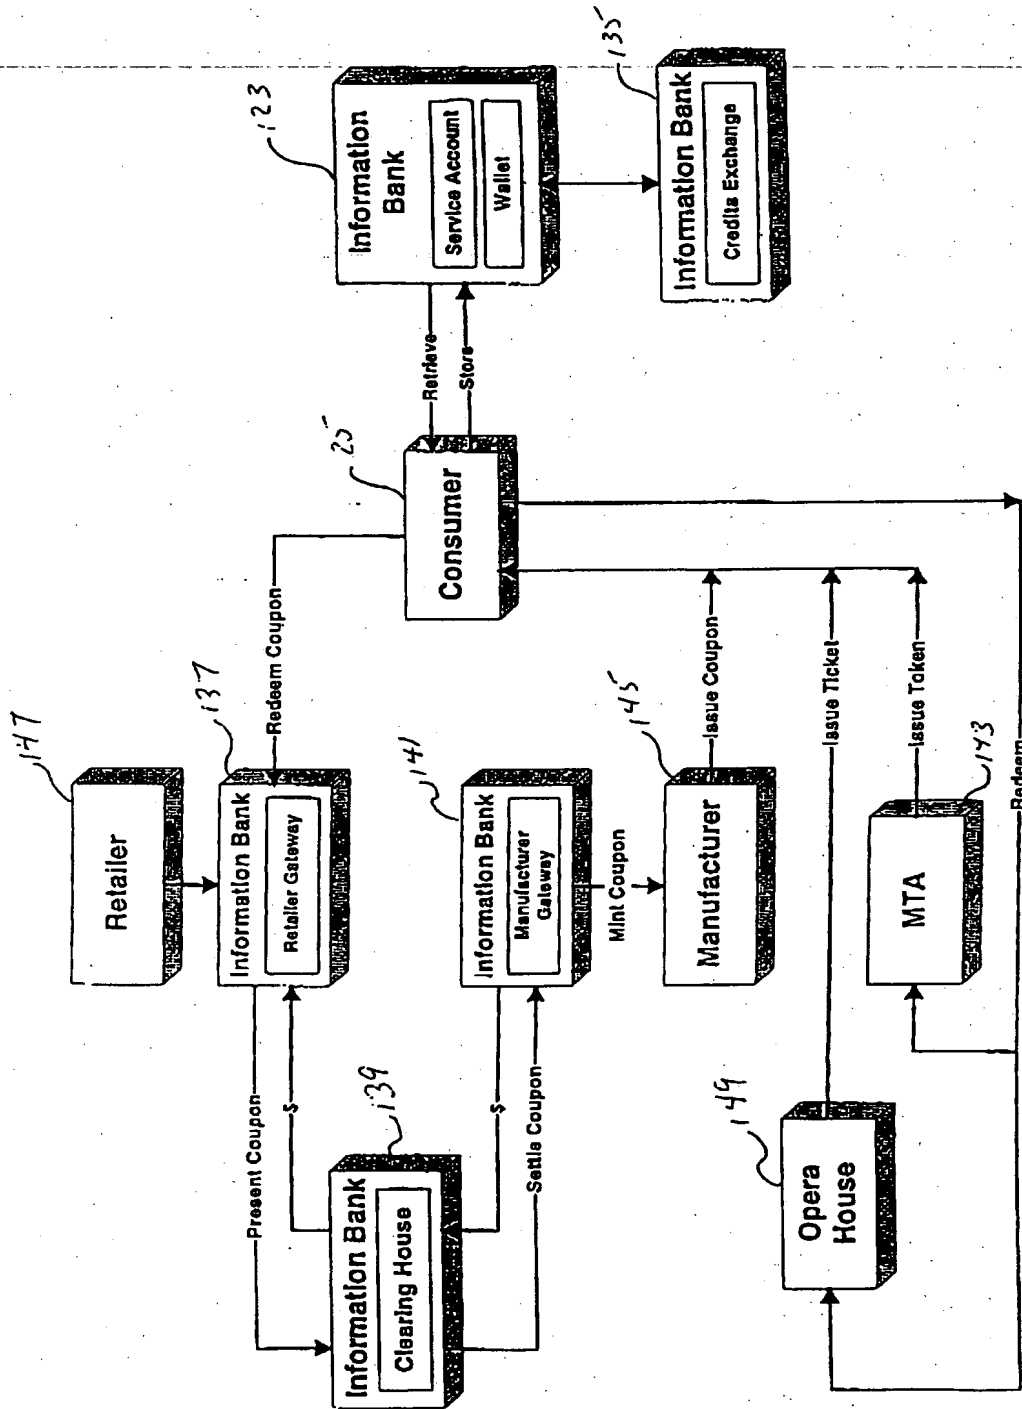 147
Retailer
137
Information Bank
Retailer Gateway
Redeem Coupon
Present Coupon
$
139
Information Bank
Clearing House
$
Settle Coupon
141
Information Bank
Manufacturer
Gateway
Mint Coupon
145
Manufacturer
Issue Coupon
25
Consumer
Retrieve
Store
123
Information
Bank
Service Account
Wallet
135
Information Bank
Credits Exchange
149
Opera
House
Issue Ticket
143
MTA
Issue Token
Redeem